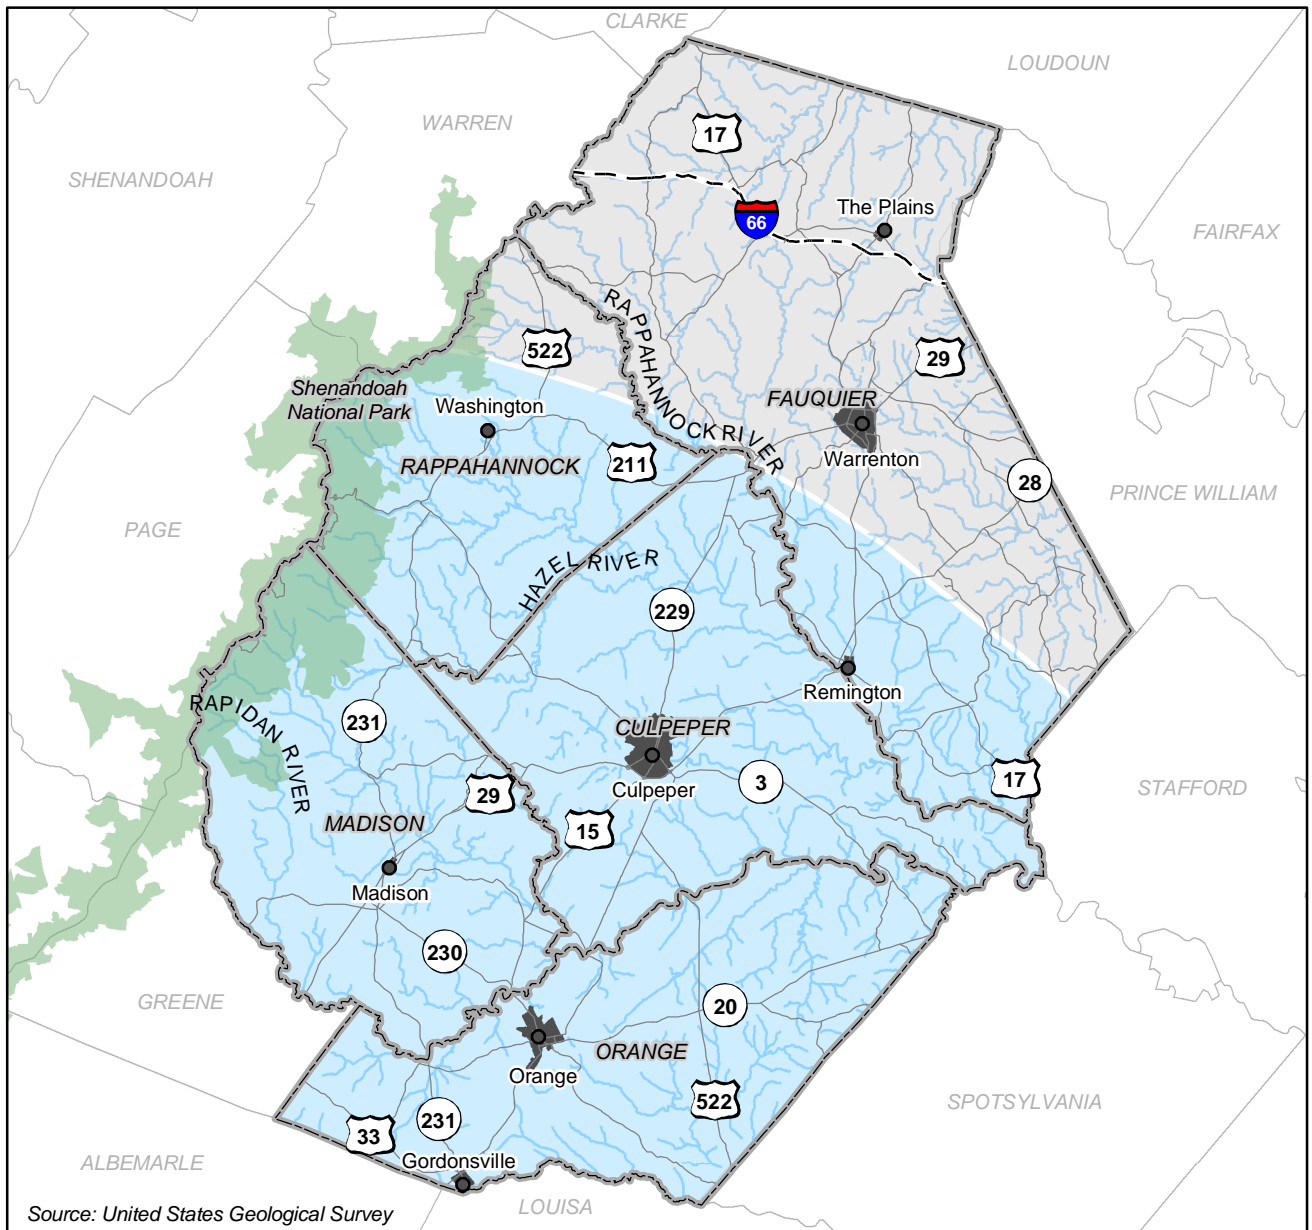 CLARKE
LOUDOUN
WARREN
17
SHENANDOAH
The Plains
66
FAIRFAX
RAPPAHANNOCK RIVER
522
29
Shenandoah
National Park
FAUQUIER
Washington
Warrenton
RAPPAHANNOCK
211
28
PRINCE WILLIAM
PAGE
HAZEL RIVER
229
Remington
RAPIDAN RIVER
231
CULPEPER
Culpeper
3
17
STAFFORD
29
15
MADISON
Madison
230
GREENE
20
ORANGE
Orange
522
SPOTSYLVANIA
231
33
Gordonsville
ALBEMARLE
LOUISA
Source: United States Geological Survey